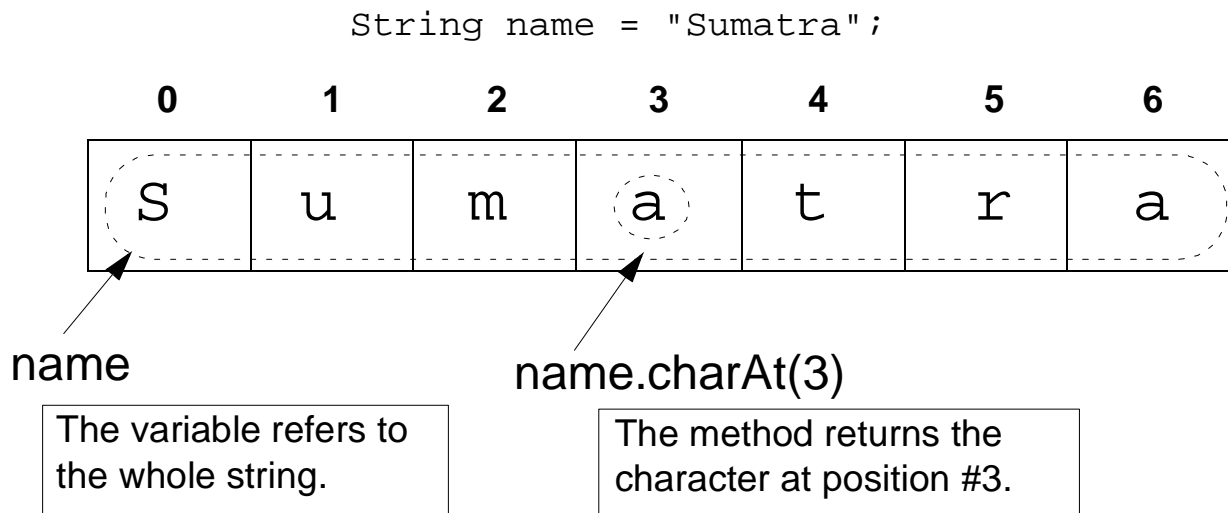 String name = "Sumatra";
0 1 2 3 4 5 6
S u m a t r a
name
name.charAt(3)
The variable refers to
the whole string.
The method returns the
character at position #3.